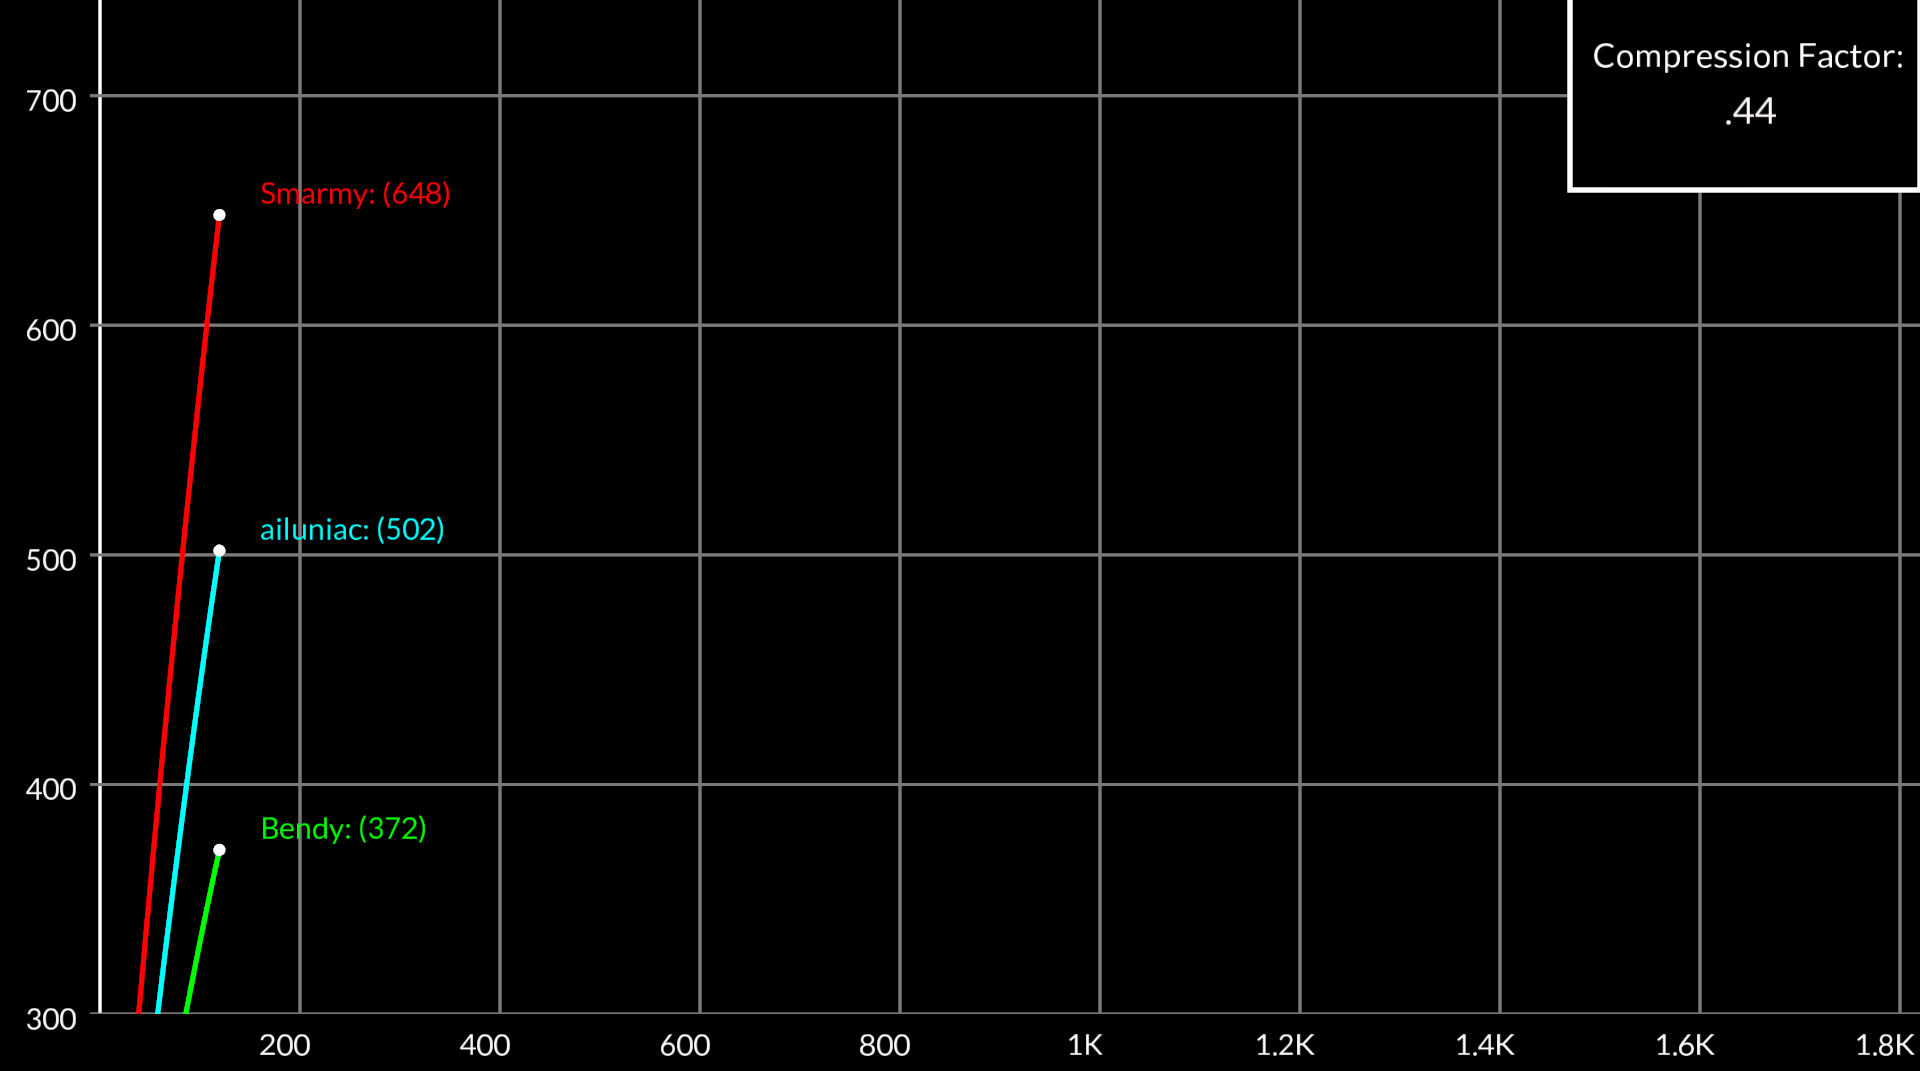 Compression Factor:
.44
700
Smarmy: (648)
600
ailuniac: (502)
500
400
Bendy: (372)
300
200 400 600 800 1K 1.2K 1.4K 1.6K 1.8K